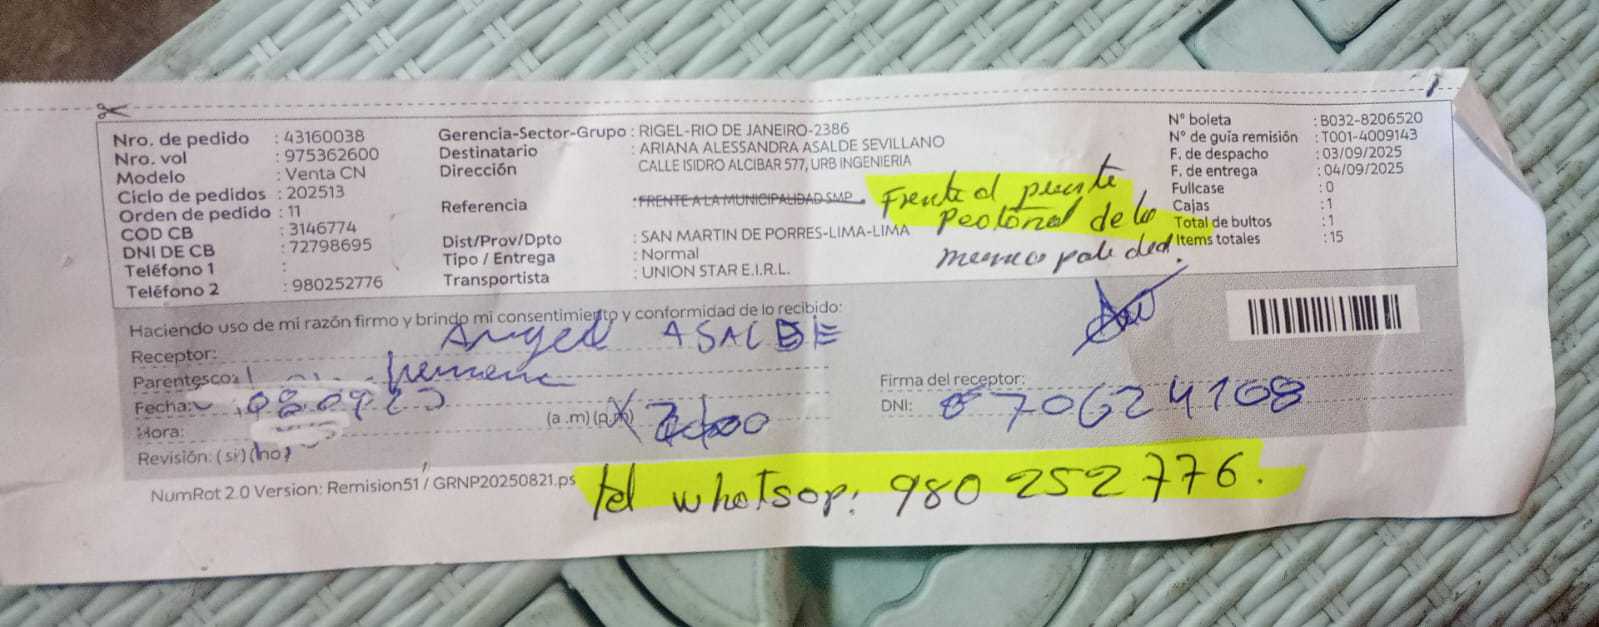 Nro. de pedido : 43160038
Nro. vol : 975362600
Modelo : Venta CN
Ciclo de pedidos : 202513
Orden de pedido : 11
COD CB : 3146774
DNI DE CB : 72798695
Teléfono 1 :
Teléfono 2 : 980252776
Gerencia-Sector-Grupo : RIGEL-RIO DE JANEIRO-2386
Destinatario : ARIANA ALESSANDRA ASALDE SEVILLANO
Dirección CALLE ISIDRO ALCIBAR 577, URB INGENIERIA
Referencia : FRENTE A LA MUNICIPALIDAD SMP
Frente al puente
Peatonal de la
Dist/Prov/Dpto : SAN MARTIN DE PORRES-LIMA-LIMA
Tipo / Entrega : Normal
Transportista : UNION STAR E.I.R.L.
N° boleta : B032-8206520
N° de guía remisión : T001-4009143
F. de despacho : 03/09/2025
F. de entrega : 04/09/2025
Fullcase : 0
Cajas : 1
Total de bultos : 1
Items totales : 15
Haciendo uso de mi razón firmo y brindo mi consentimiento y conformidad de lo recibido:
Receptor: Angel ASALDE
Parentesco:
Fecha:
Hora: (a .m) (p.m)
Revisión: ( si) (no)
Firma del receptor:
DNI: 70624108
NumRot 2.0 Version: Remision51 / GRNP20250821.ps
tel whatsap: 980 252 776.